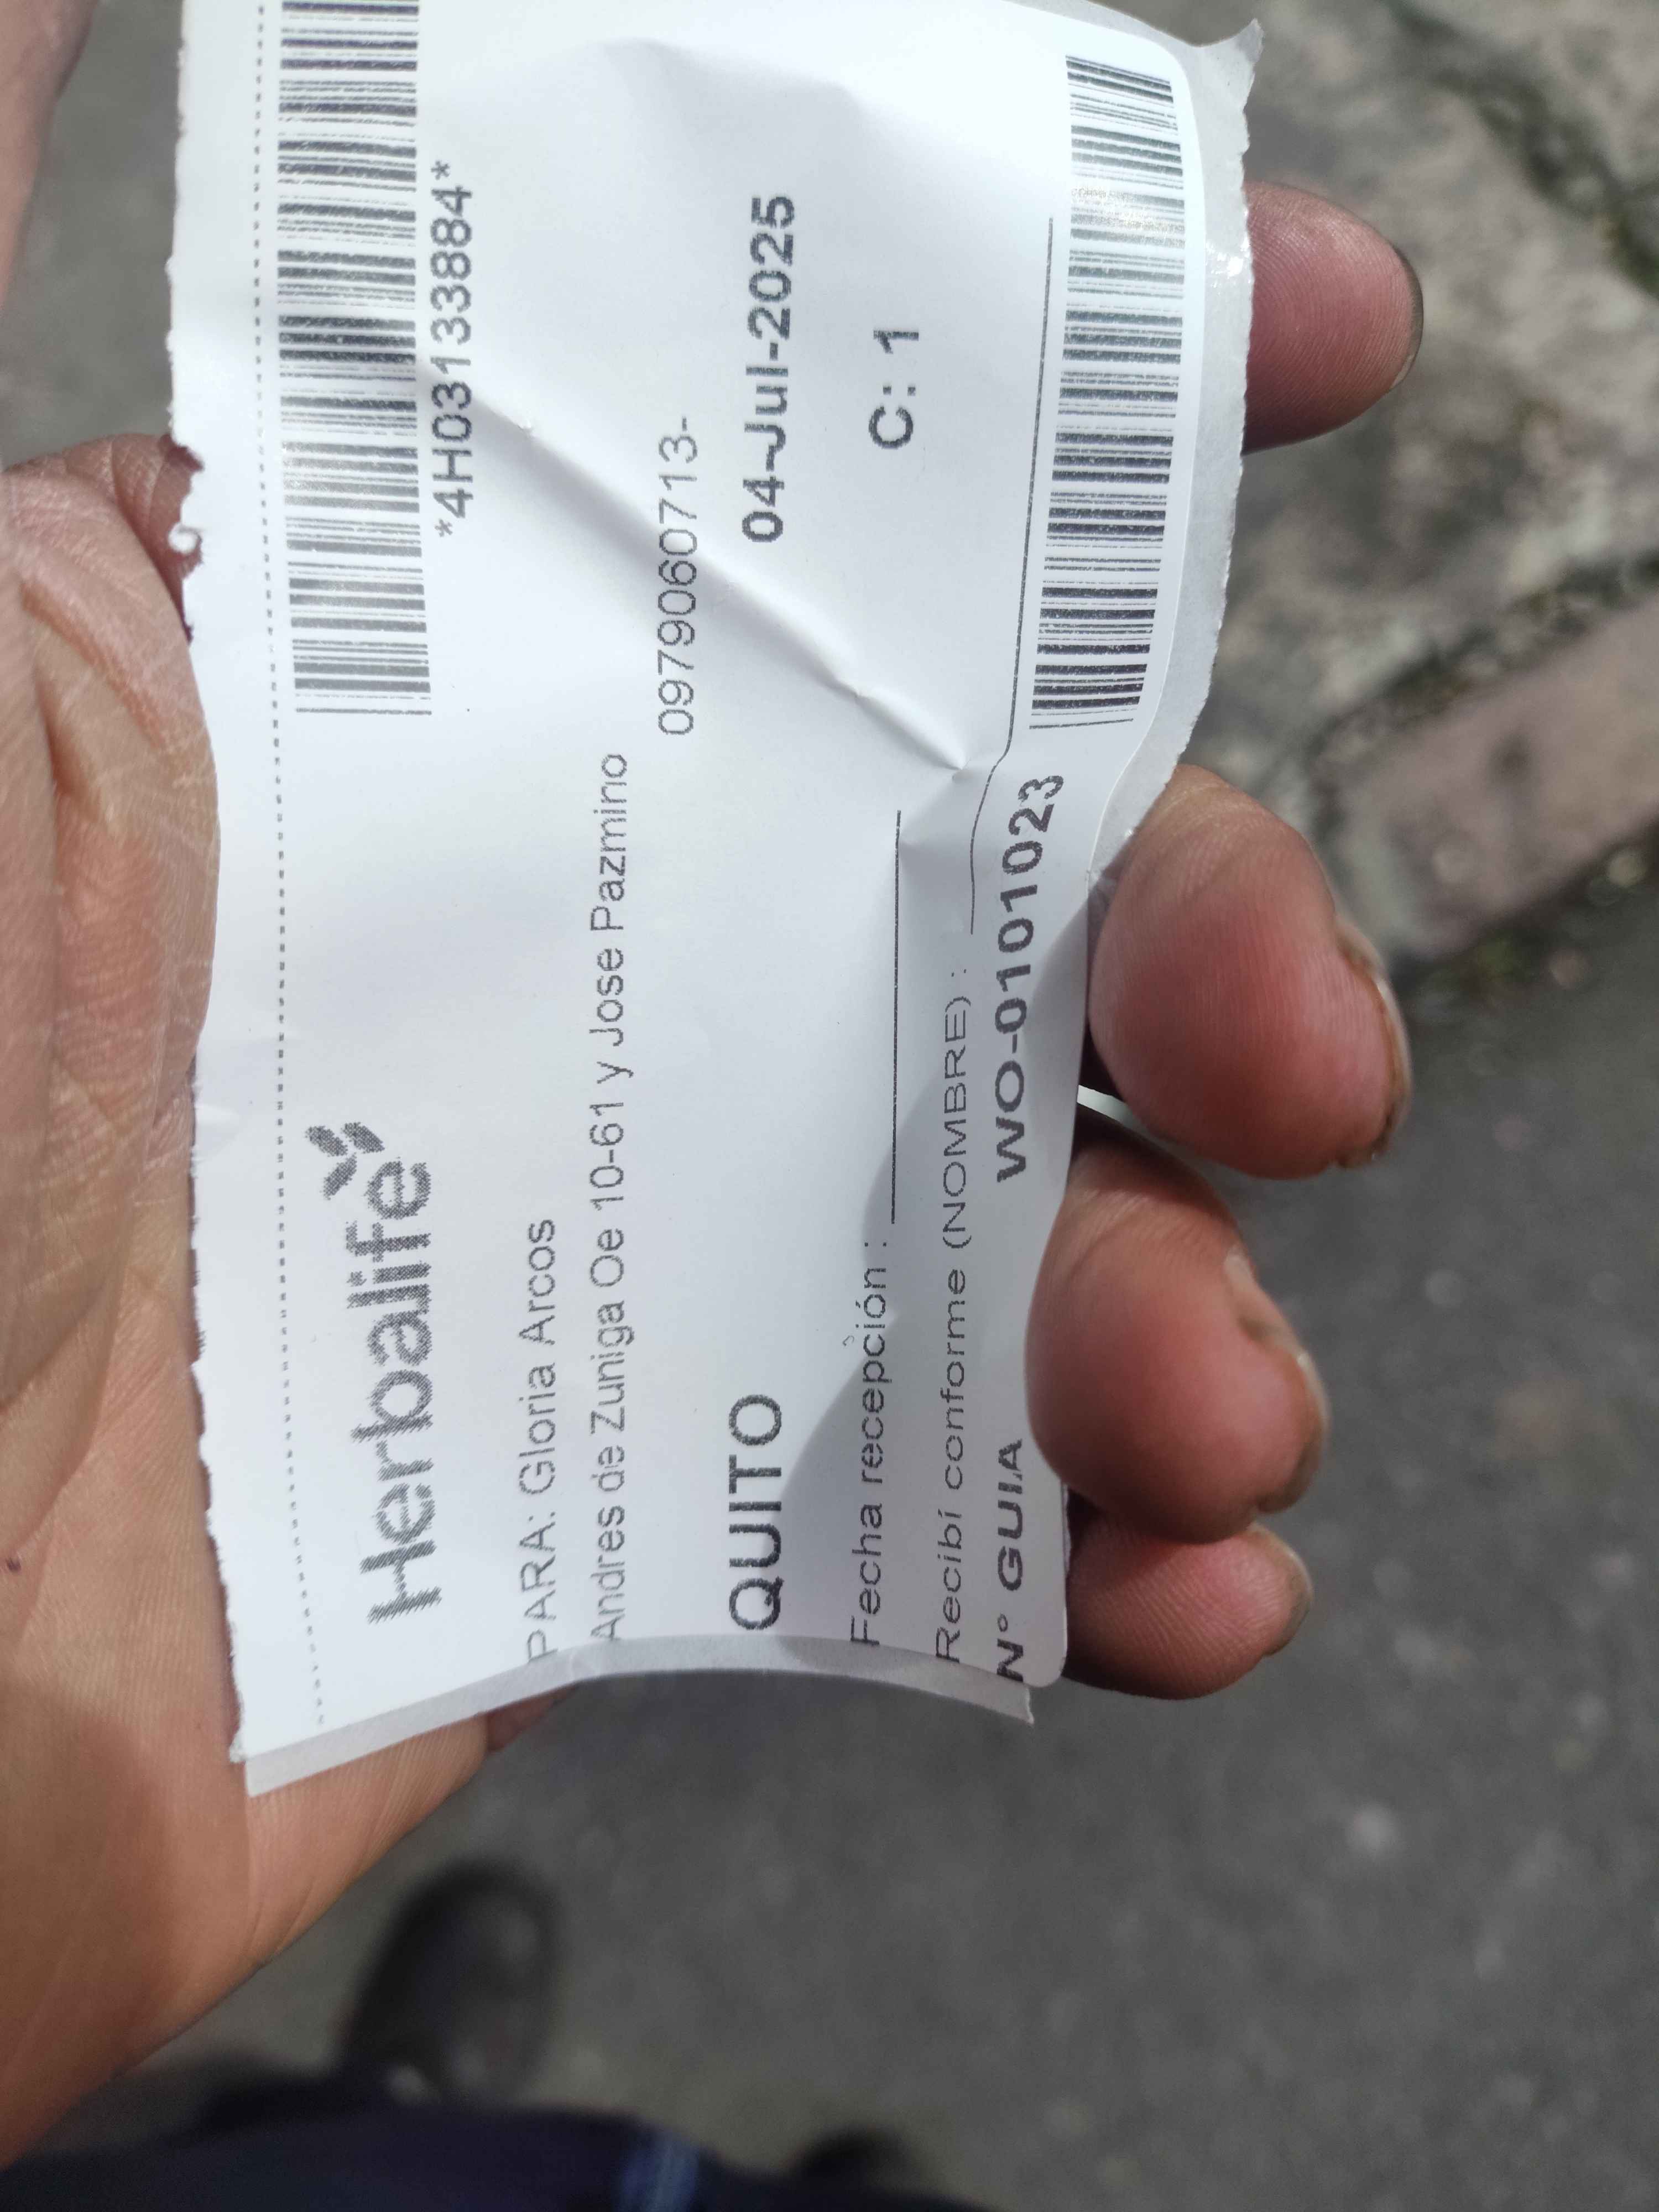 Herbalife
*4H03133884*
PARA: Gloria Arcos
Andres de Zuniga Oe 10-61 y Jose Pazmino
0979060713-
QUITO
04-Jul-2025
Fecha recepción :
C: 1
Recibí conforme (NOMBRE) :
N° GUIA WO-0101023